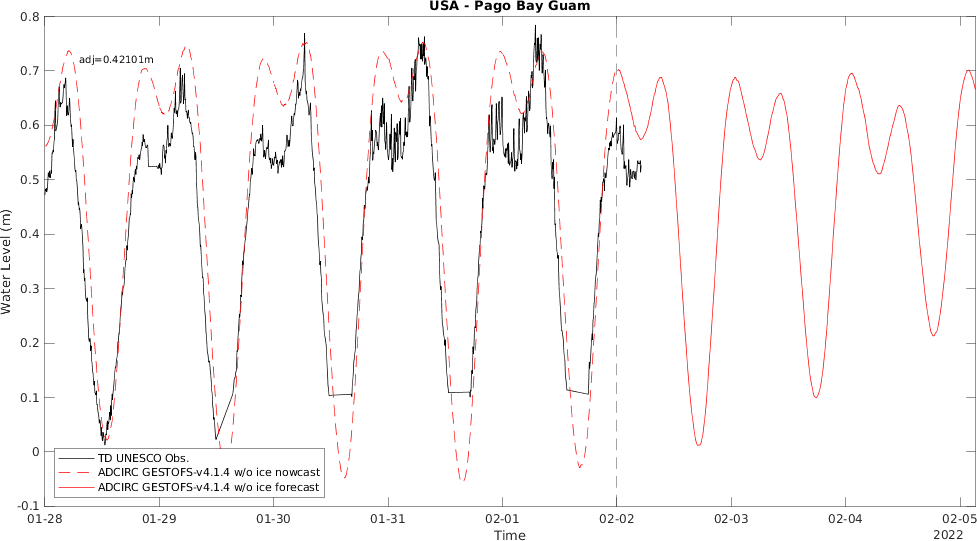 USA - Pago Bay Guam
adj=0.42101m
0.8
0.7
0.6
0.5
0.4
0.3
0.2
0.1
0
-0.1
Water Level (m)
TD UNESCO Obs.
ADCIRC GESTOFS-v4.1.4 w/o ice nowcast
ADCIRC GESTOFS-v4.1.4 w/o ice forecast
01-28 01-29 01-30 01-31 02-01 02-02 02-03 02-04 02-05
Time
2022